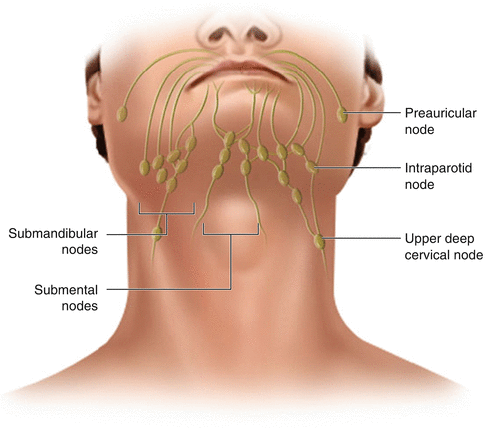 Preauricular
node
Intraparotid
node
Submandibular
nodes
Upper deep
cervical node
Submental
nodes